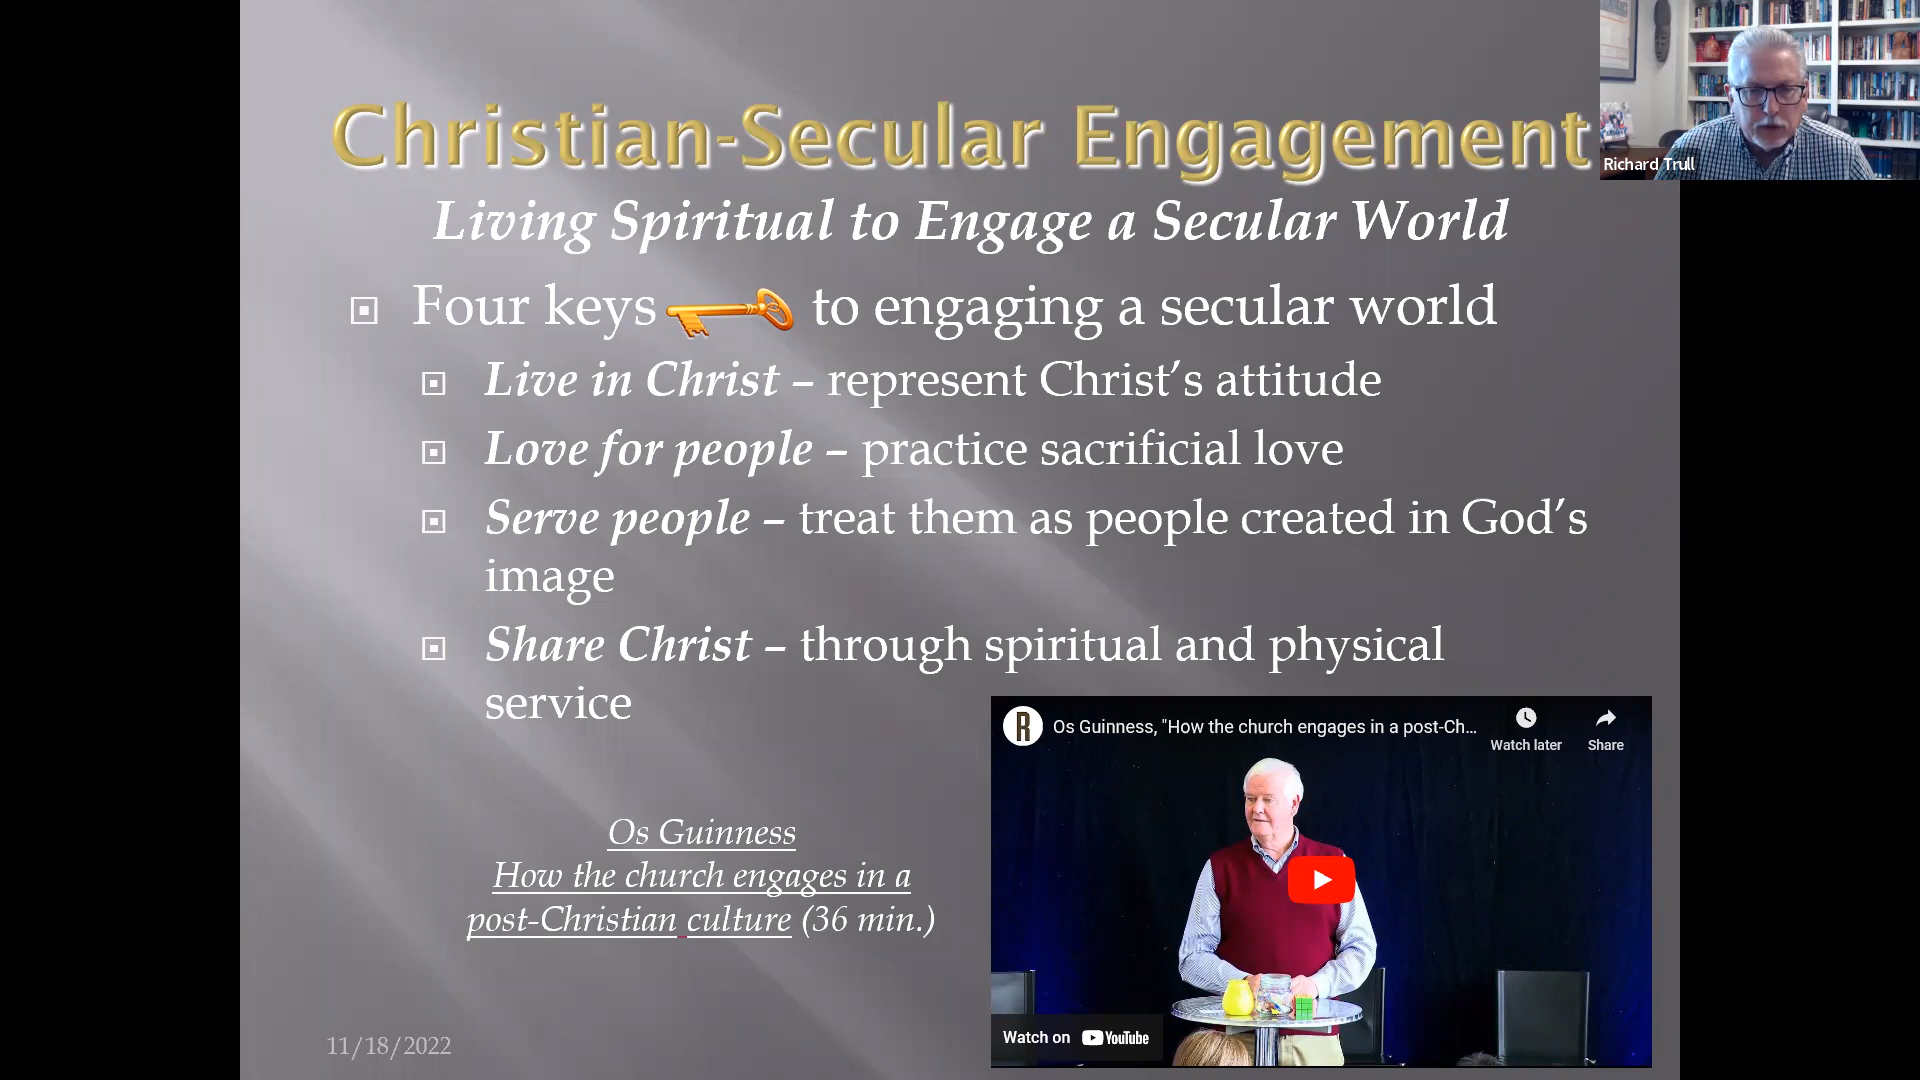 Christian-Secular Engagement
Richard Trull
Living Spiritual to Engage a Secular World
Four keys to engaging a secular world
Live in Christ – represent Christ’s attitude
Love for people – practice sacrificial love
Serve people – treat them as people created in God’s
image
Share Christ – through spiritual and physical
service
R
Os Guinness, "How the church engages in a post-Ch...
Watch later
Share
Os Guinness
How the church engages in a
post-Christian culture (36 min.)
Watch on YouTube
11/18/2022